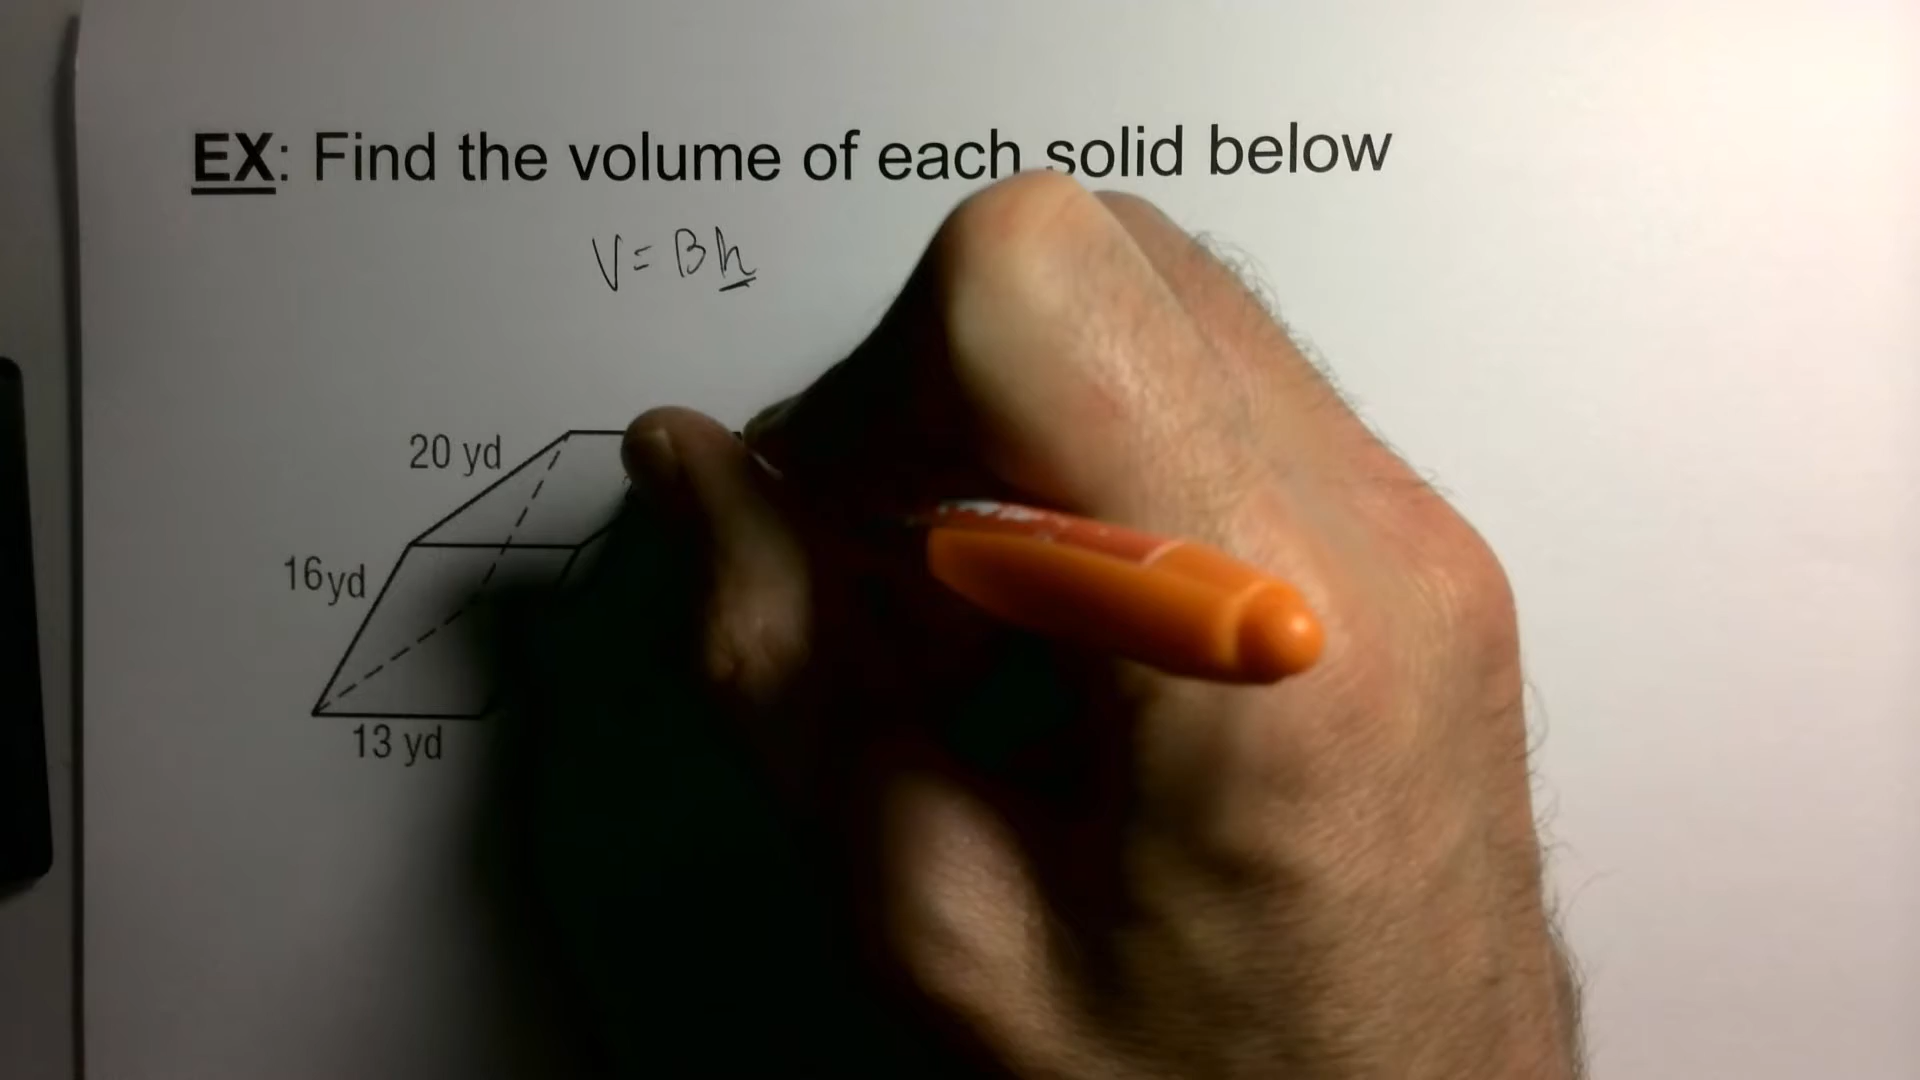 EX: Find the volume of each solid below
V = Bh
20 yd
16yd
13 yd